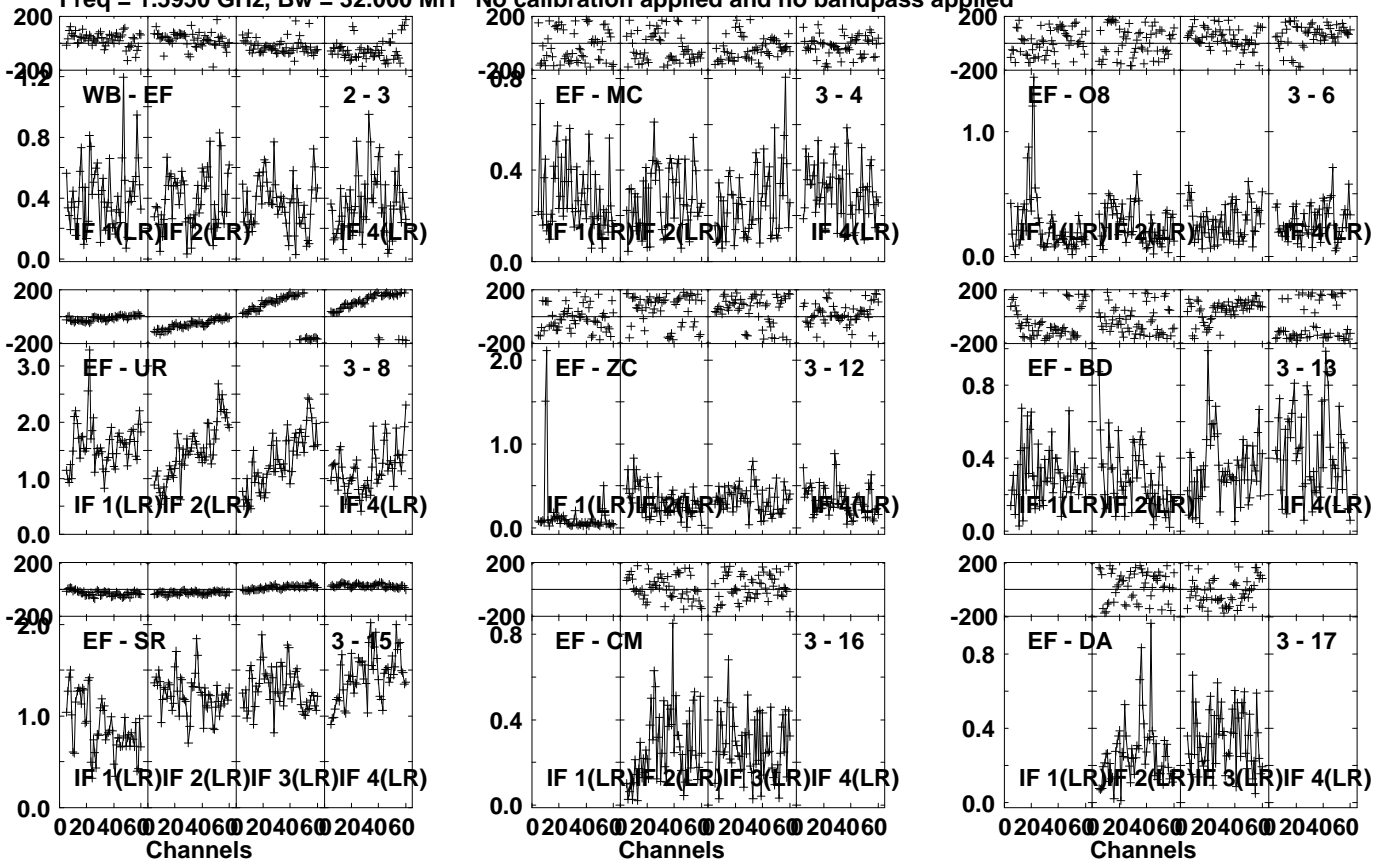 Freq = 1.5950 GHz, Bw = 32.000 MH No calibration applied and no bandpass applied
200
-200
WB - EF 2 - 3
1.2
0.8
0.4
0.0
IF 1(LR) IF 2(LR) IF 4(LR)
200
-200
EF - MC 3 - 4
0.8
0.4
0.0
IF 1(LR) IF 2(LR) IF 4(LR)
200
-200
EF - O8 3 - 6
1.0
0.0
IF 1(LR) IF 2(LR) IF 4(LR)
200
-200
EF - UR 3 - 8
3.0
2.0
1.0
0.0
IF 1(LR) IF 2(LR) IF 4(LR)
200
-200
EF - ZC 3 - 12
2.0
1.0
0.0
IF 1(LR) IF 2(LR) IF 4(LR)
200
-200
EF - BD 3 - 13
0.8
0.4
0.0
IF 1(LR) IF 2(LR) IF 4(LR)
200
-200
EF - SR 3 - 15
2.0
1.0
0.0
IF 1(LR) IF 2(LR) IF 3(LR) IF 4(LR)
0 20 40 60 0 20 40 60 0 20 40 60 0 20 40 60
Channels
200
-200
EF - CM 3 - 16
0.8
0.4
0.0
IF 1(LR) IF 2(LR) IF 3(LR) IF 4(LR)
0 20 40 60 0 20 40 60 0 20 40 60 0 20 40 60
Channels
200
-200
EF - DA 3 - 17
0.8
0.4
0.0
IF 1(LR) IF 2(LR) IF 3(LR) IF 4(LR)
0 20 40 60 0 20 40 60 0 20 40 60 0 20 40 60
Channels